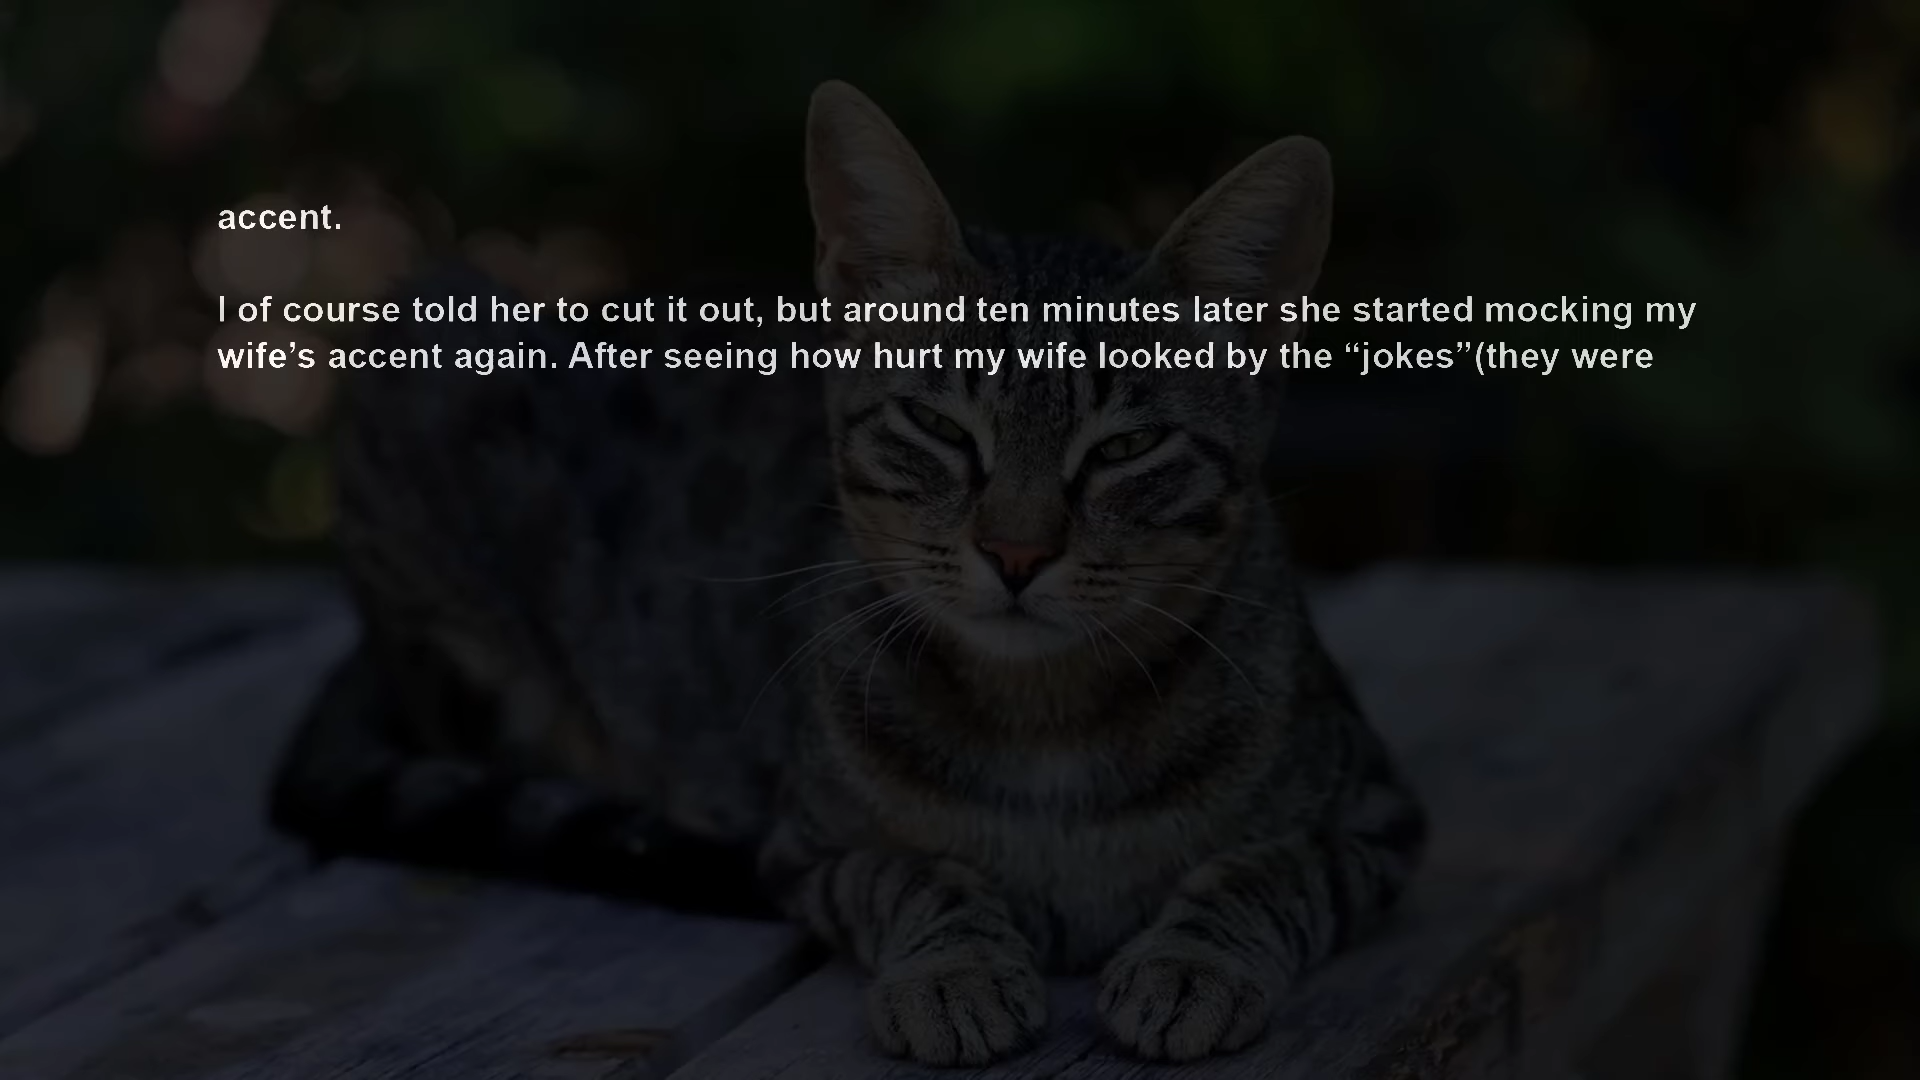 accent.
I of course told her to cut it out, but around ten minutes later she started mocking my
wife’s accent again. After seeing how hurt my wife looked by the “jokes”(they were